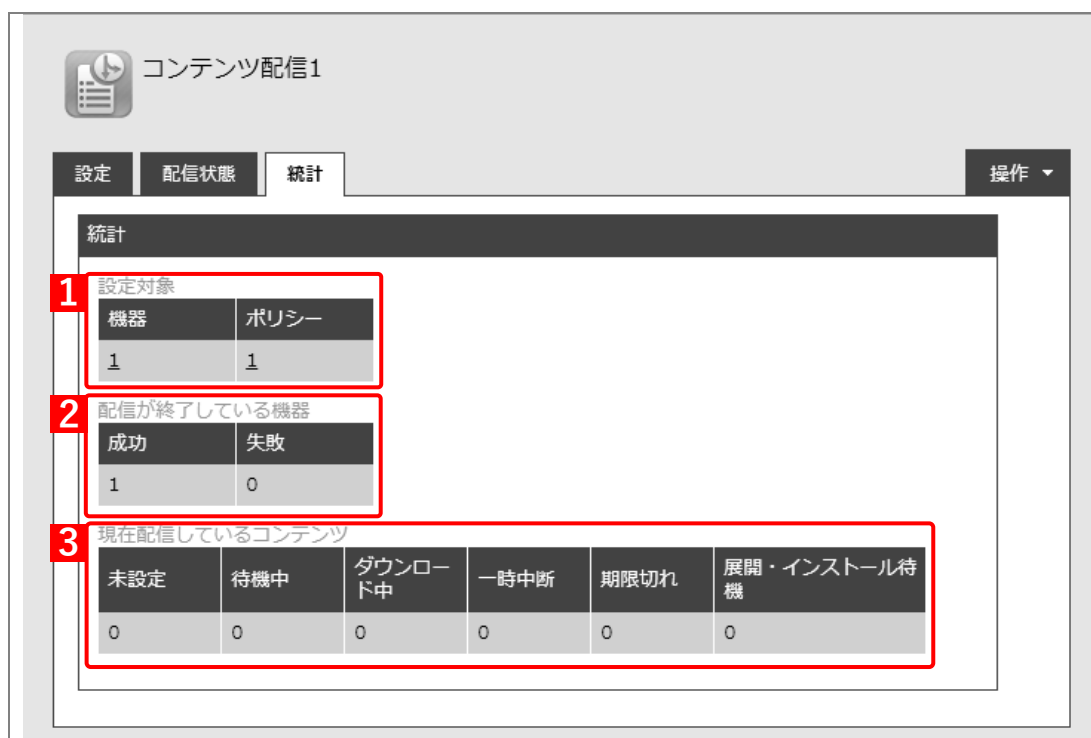 コンテンツ配信1
設定 配信状態 統計 操作 ▼
統計
1 設定対象
機器 ポリシー
1 1
2 配信が終了している機器
成功 失敗
1 0
3 現在配信しているコンテンツ
未設定 待機中 ダウンロー
ド中 一時中断 期限切れ 展開・インストール待
機
0 0 0 0 0 0